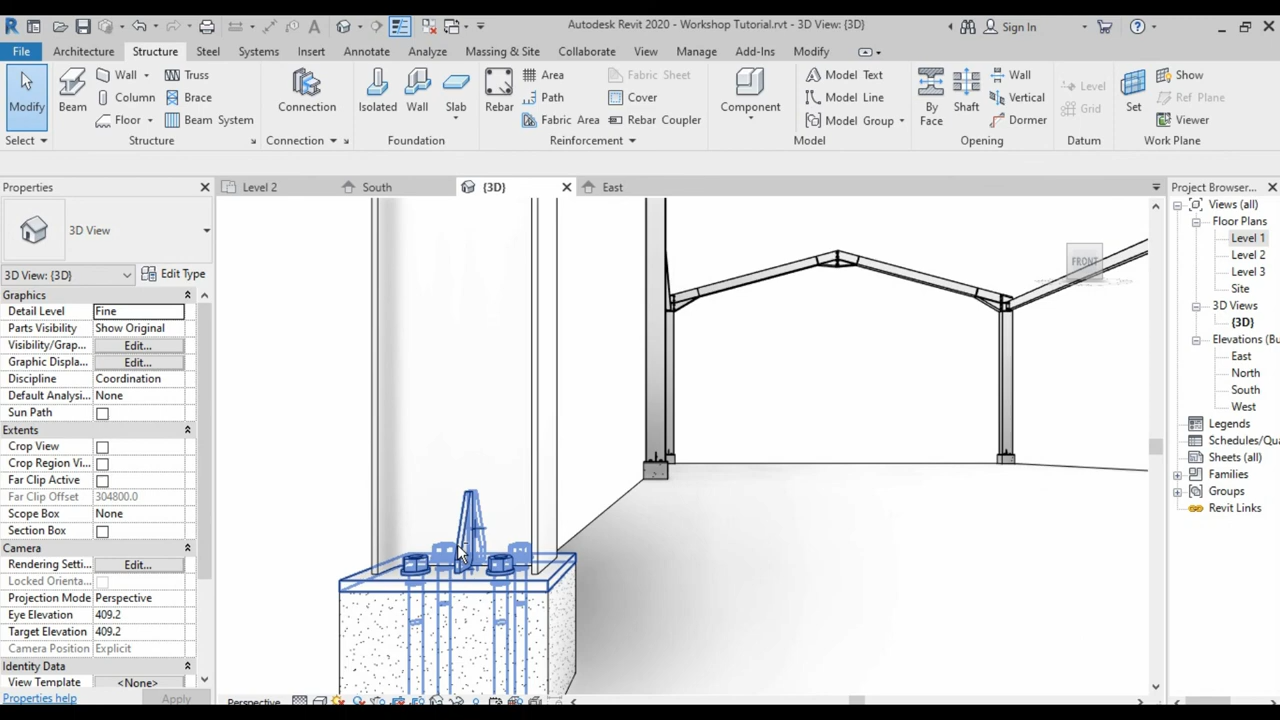 Autodesk Revit 2020 - Workshop Tutorial.rvt - 3D View: {3D}
Sign In
File Architecture Structure Steel Systems Insert Annotate Analyze Massing & Site Collaborate View Manage Add-Ins Modify
Modify
Beam
Wall
Column
Floor
Truss
Brace
Beam System
Connection
Isolated
Wall
Slab
Rebar
Area
Path
Fabric Area
Fabric Sheet
Cover
Rebar Coupler
Component
Model Text
Model Line
Model Group
By
Face
Shaft
Wall
Vertical
Dormer
Level
Grid
Set
Show
Ref Plane
Viewer
Select Structure Connection Foundation Reinforcement Model Opening Datum Work Plane
Properties
Level 2 South {3D} East
Project Browser...
3D View
3D View: {3D} Edit Type
Graphics
Detail Level Fine
Parts Visibility Show Original
Visibility/Grap... Edit...
Graphic Displa... Edit...
Discipline Coordination
Default Analysi... None
Sun Path
Extents
Crop View
Crop Region Vi...
Far Clip Active
Far Clip Offset 304800.0
Scope Box None
Section Box
Camera
Rendering Setti... Edit...
Locked Orienta...
Projection Mode Perspective
Eye Elevation 409.2
Target Elevation 409.2
Camera Position Explicit
Identity Data
View Template <None>
Properties help Apply
FRONT
Perspective
Views (all)
Floor Plans
Level 1
Level 2
Level 3
Site
3D Views
{3D}
Elevations (Bu
East
North
South
West
Legends
Schedules/Qua
Sheets (all)
Families
Groups
Revit Links